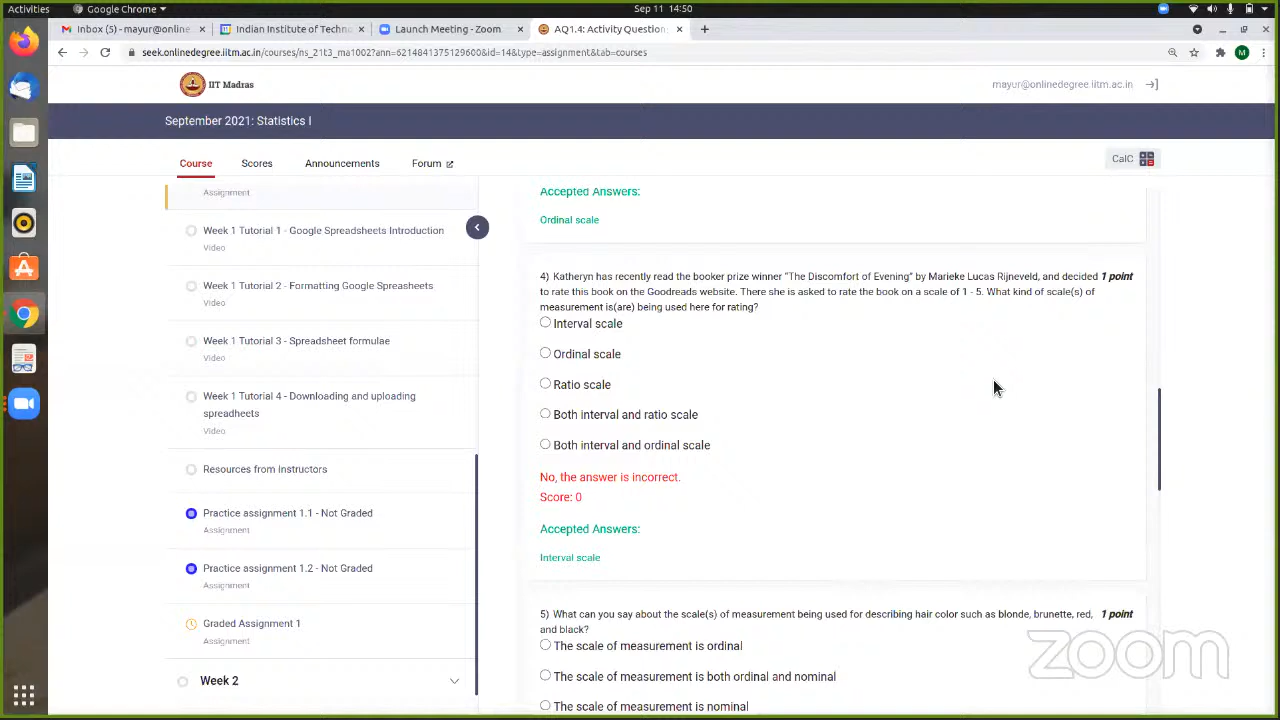 Activities
Google Chrome
Sep 11 14:50
Inbox (5) - mayur@online
Indian Institute of Techn
Launch Meeting - Zoom
AQ1.4: Activity Question
seek.onlinedegree.iitm.ac.in/courses/ns_21t3_ma1002?ann=6214841375129600&id=14&type=assignment&tab=courses
M
IIT Madras
mayur@onlinedegree.iitm.ac.in
September 2021: Statistics I
Course
Scores
Announcements
Forum
CalC
Assignment
Week 1 Tutorial 1 - Google Spreadsheets Introduction
Video
Week 1 Tutorial 2 - Formatting Google Spreasheets
Video
Week 1 Tutorial 3 - Spreadsheet formulae
Video
Week 1 Tutorial 4 - Downloading and uploading
spreadheets
Video
Resources from Instructors
Practice assignment 1.1 - Not Graded
Assignment
Practice assignment 1.2 - Not Graded
Assignment
Graded Assignment 1
Assignment
Week 2
Accepted Answers:
Ordinal scale
4) Katheryn has recently read the booker prize winner “The Discomfort of Evening” by Marieke Lucas Rijneveld, and decided 1 point
to rate this book on the Goodreads website. There she is asked to rate the book on a scale of 1 - 5. What kind of scale(s) of
measurement is(are) being used here for rating?
Interval scale
Ordinal scale
Ratio scale
Both interval and ratio scale
Both interval and ordinal scale
No, the answer is incorrect.
Score: 0
Accepted Answers:
Interval scale
5) What can you say about the scale(s) of measurement being used for describing hair color such as blonde, brunette, red, 1 point
and black?
The scale of measurement is ordinal
The scale of measurement is both ordinal and nominal
The scale of measurement is nominal
zoom